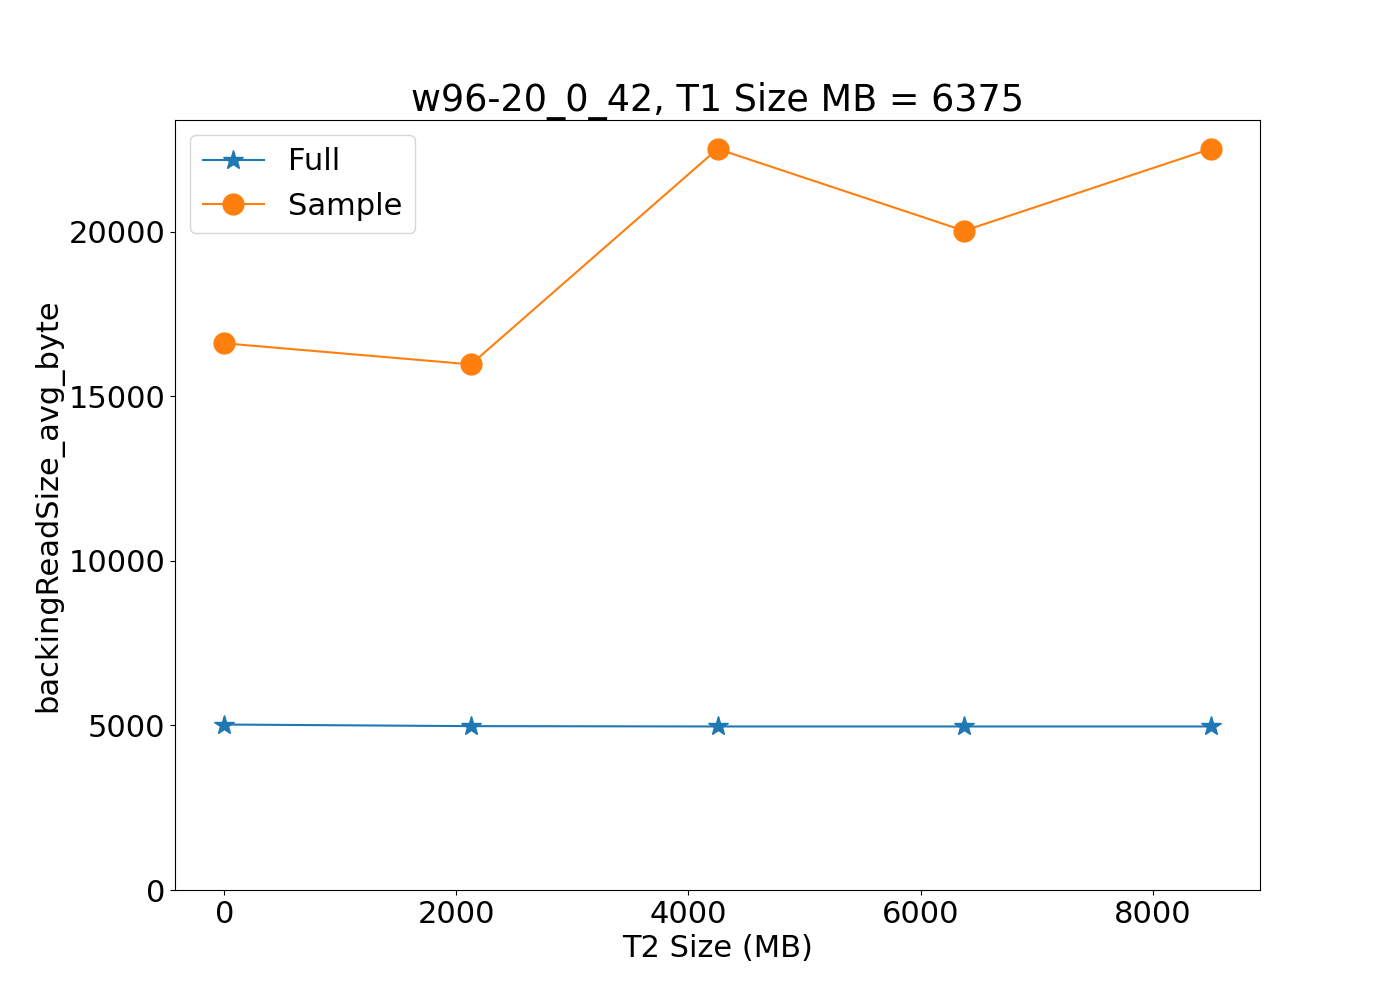 w96-20_0_42, T1 Size MB = 6375
Full
Sample
backingReadSize_avg_byte
20000
15000
10000
5000
0
0 2000 4000 6000 8000
T2 Size (MB)